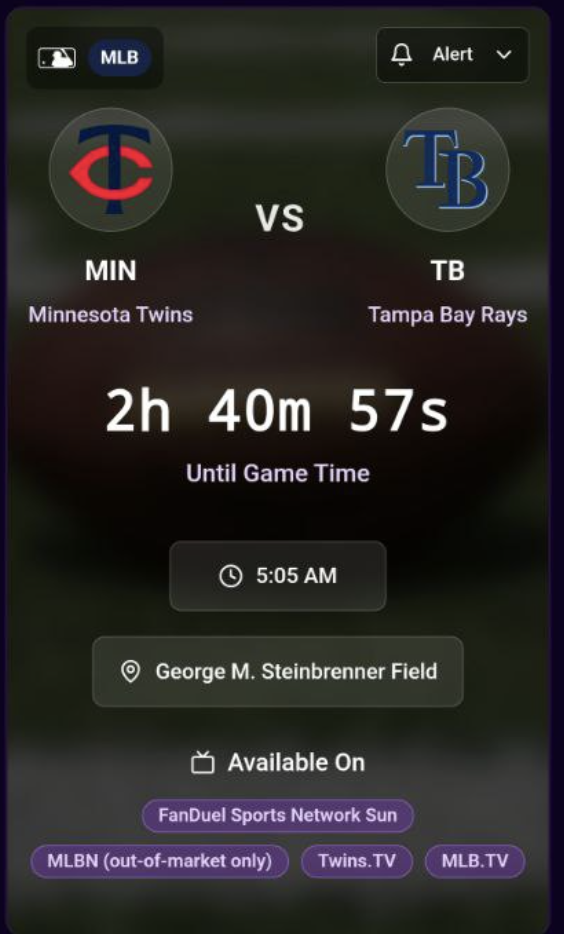 MLB
Alert
TC
TB
VS
MIN
TB
Minnesota Twins
Tampa Bay Rays
2h 40m 57s
Until Game Time
5:05 AM
George M. Steinbrenner Field
Available On
FanDuel Sports Network Sun
MLBN (out-of-market only)
Twins.TV
MLB.TV